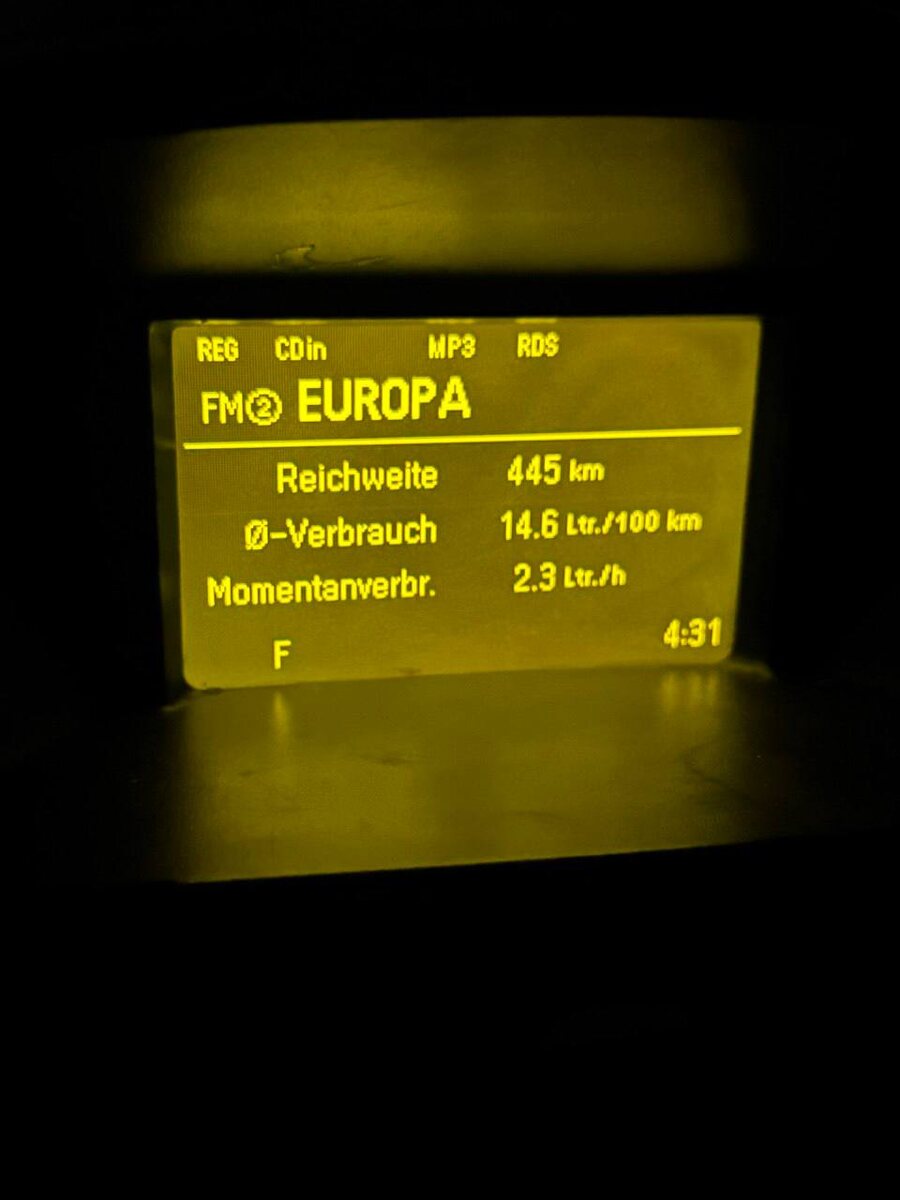 REG CDin MP3 RDS
FM② EUROPA
Reichweite 445 km
Ø-Verbrauch 14.6 Ltr./100 km
Momentanverbr. 2.3 Ltr./h
F 4:31